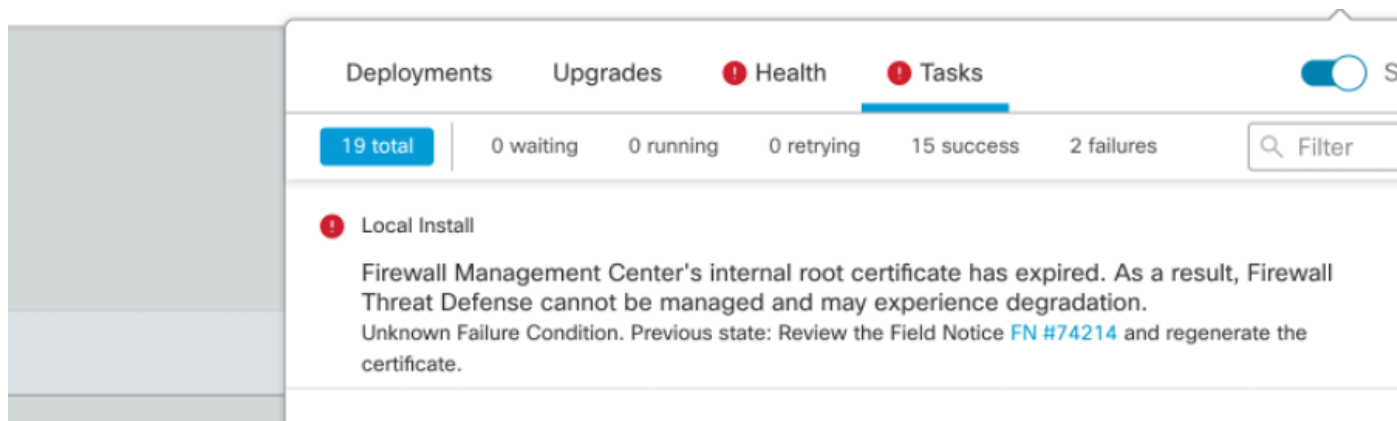 Deployments Upgrades Health Tasks S
19 total 0 waiting 0 running 0 retrying 15 success 2 failures Filter
Local Install
Firewall Management Center's internal root certificate has expired. As a result, Firewall
Threat Defense cannot be managed and may experience degradation.
Unknown Failure Condition. Previous state: Review the Field Notice FN #74214 and regenerate the
certificate.